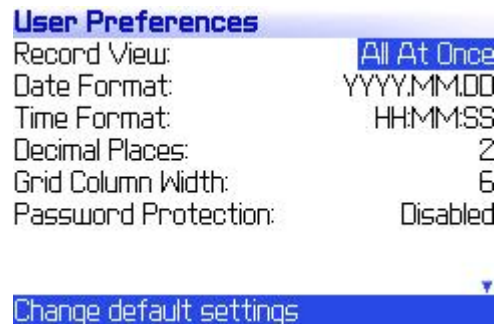 User Preferences
Record View: All At Once
Date Format: YYYY.MM.DD
Time Format: HH:MM:SS
Decimal Places: 2
Grid Column Width: 6
Password Protection: Disabled
Change default settings